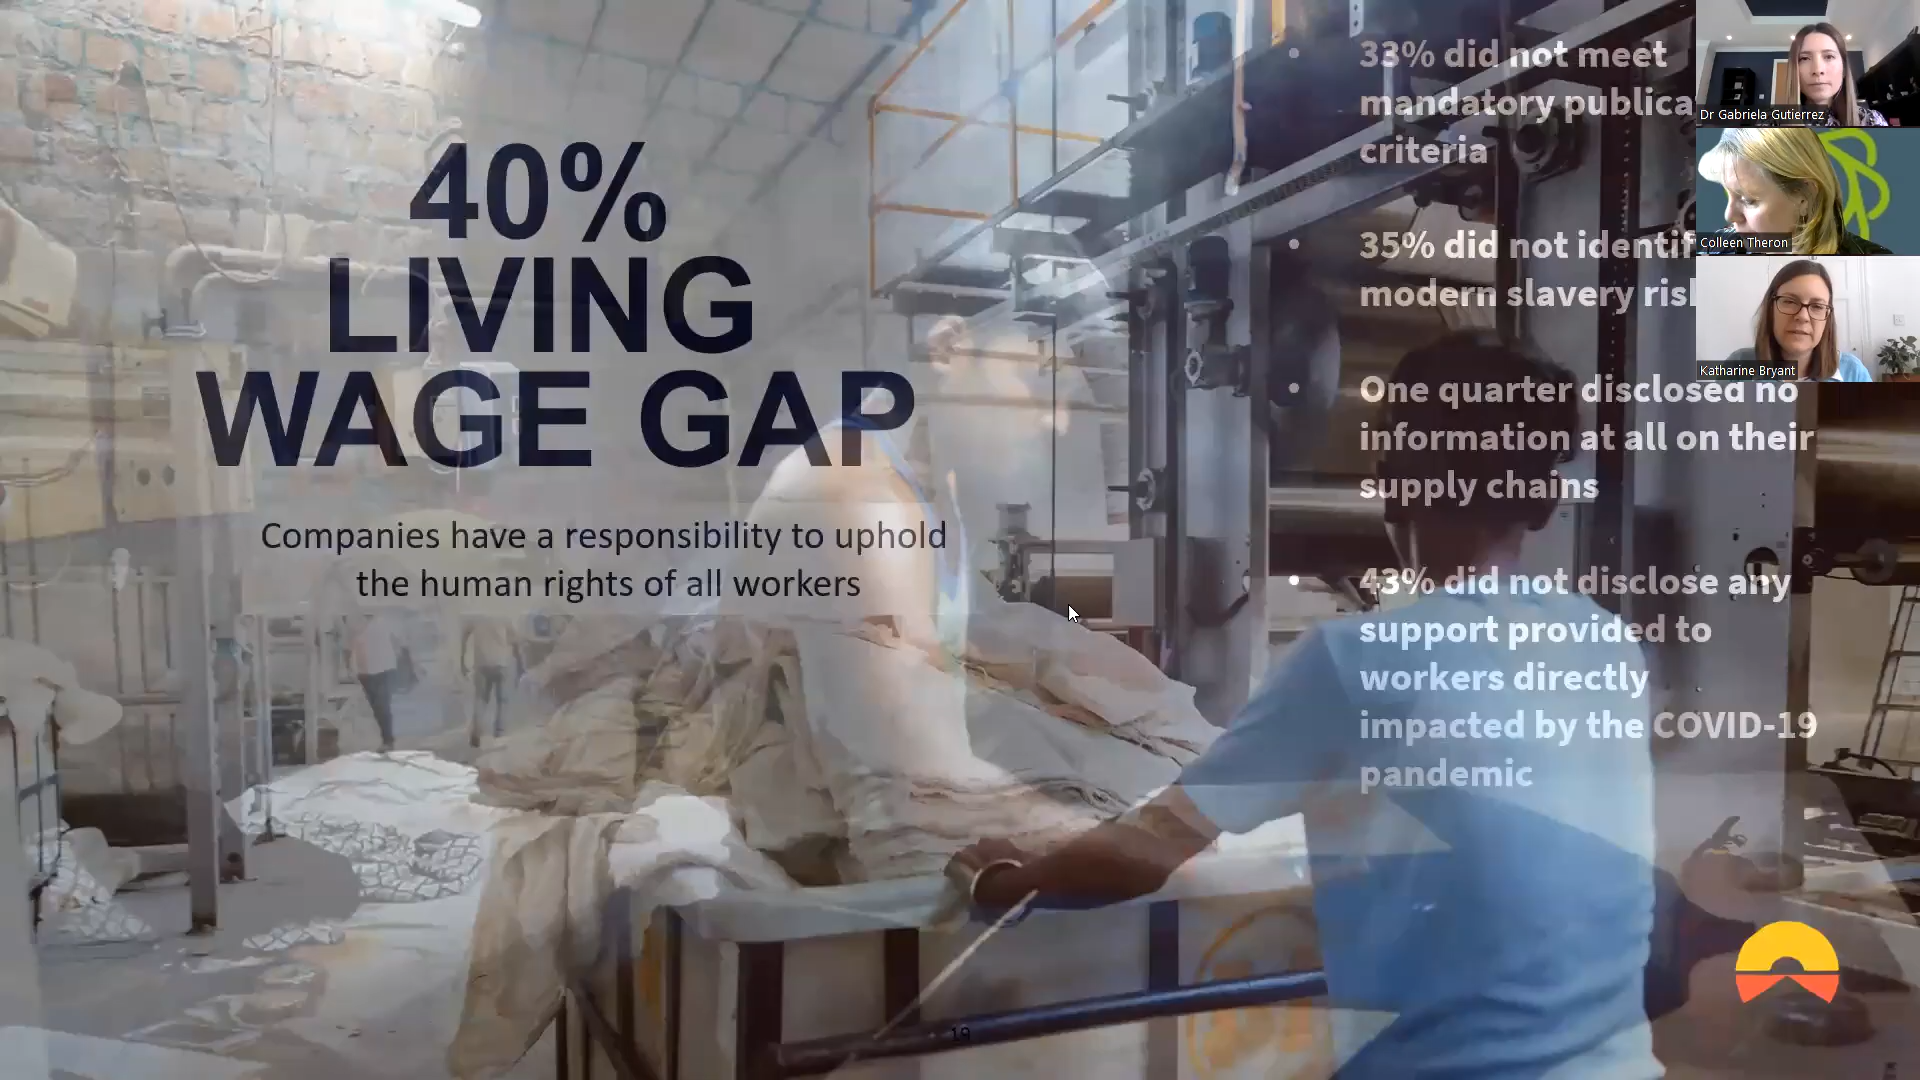 40%
LIVING
WAGE GAP
Companies have a responsibility to uphold
the human rights of all workers
• 33% did not meet
mandatory publica
criteria
• 35% did not identif
modern slavery risl
• One quarter disclosed no
information at all on their
supply chains
• 43% did not disclose any
support provided to
workers directly
impacted by the COVID-19
pandemic
Dr Gabriela Gutierrez
Colleen Theron
Katharine Bryant
19